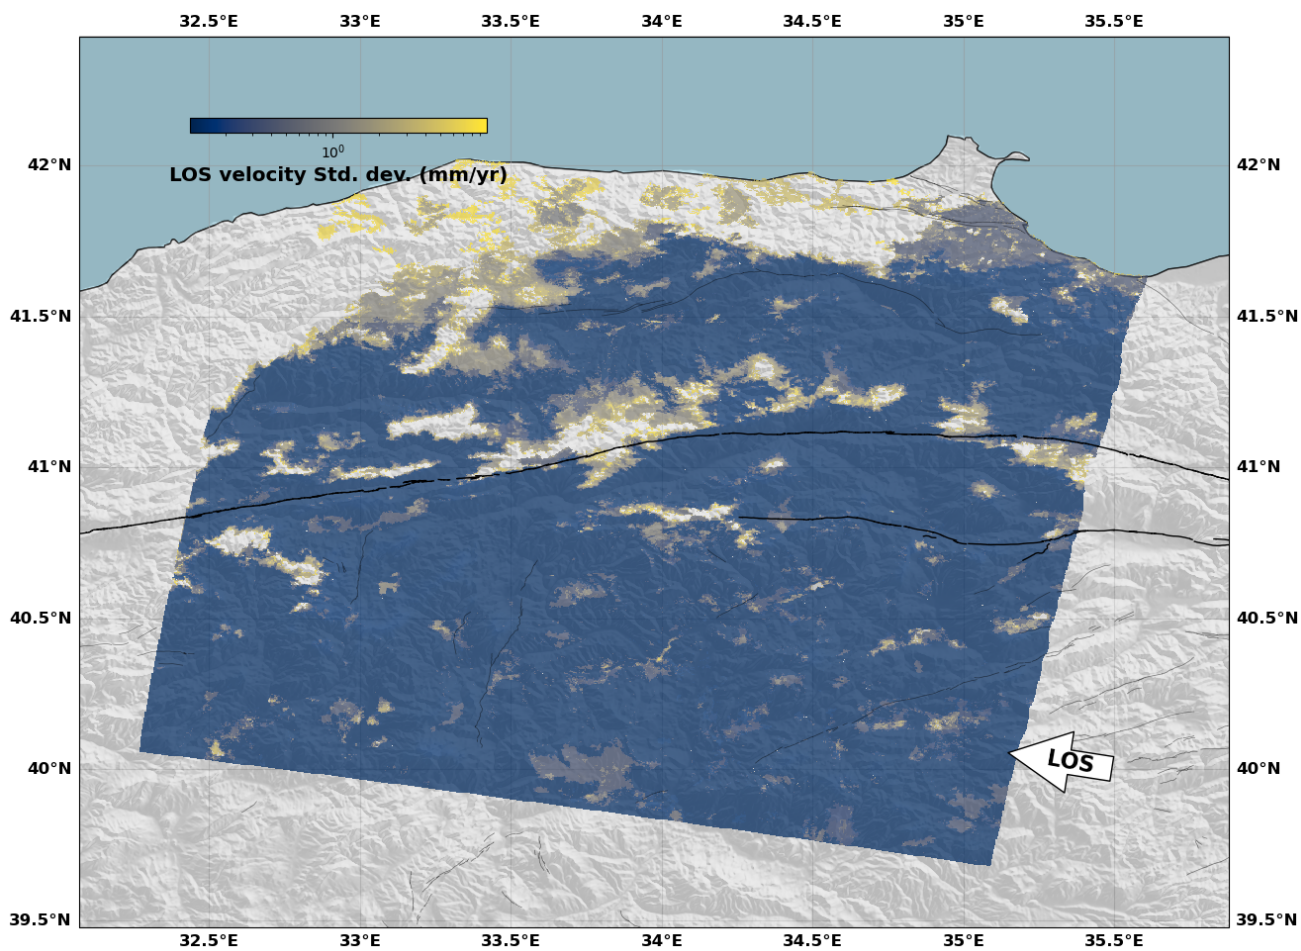 32.5°E 33°E 33.5°E 34°E 34.5°E 35°E 35.5°E
10⁰
LOS velocity Std. dev. (mm/yr)
42°N 42°N
41.5°N 41.5°N
41°N 41°N
40.5°N 40.5°N
LOS
40°N 40°N
39.5°N 39.5°N
32.5°E 33°E 33.5°E 34°E 34.5°E 35°E 35.5°E